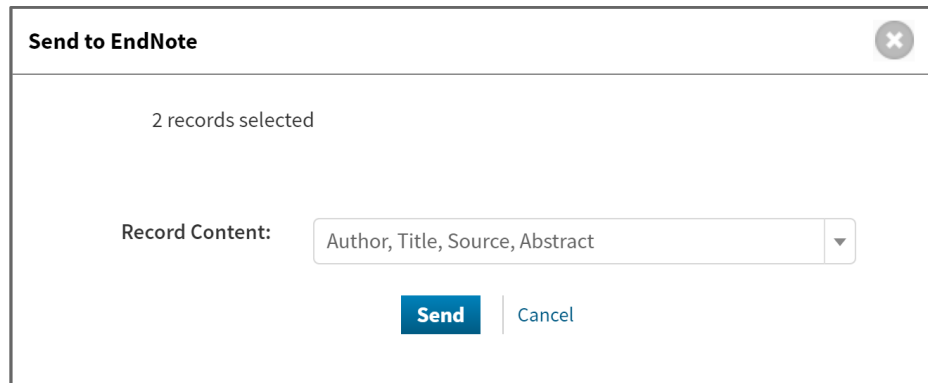 Send to EndNote
2 records selected
Record Content:
Author, Title, Source, Abstract
Send
Cancel